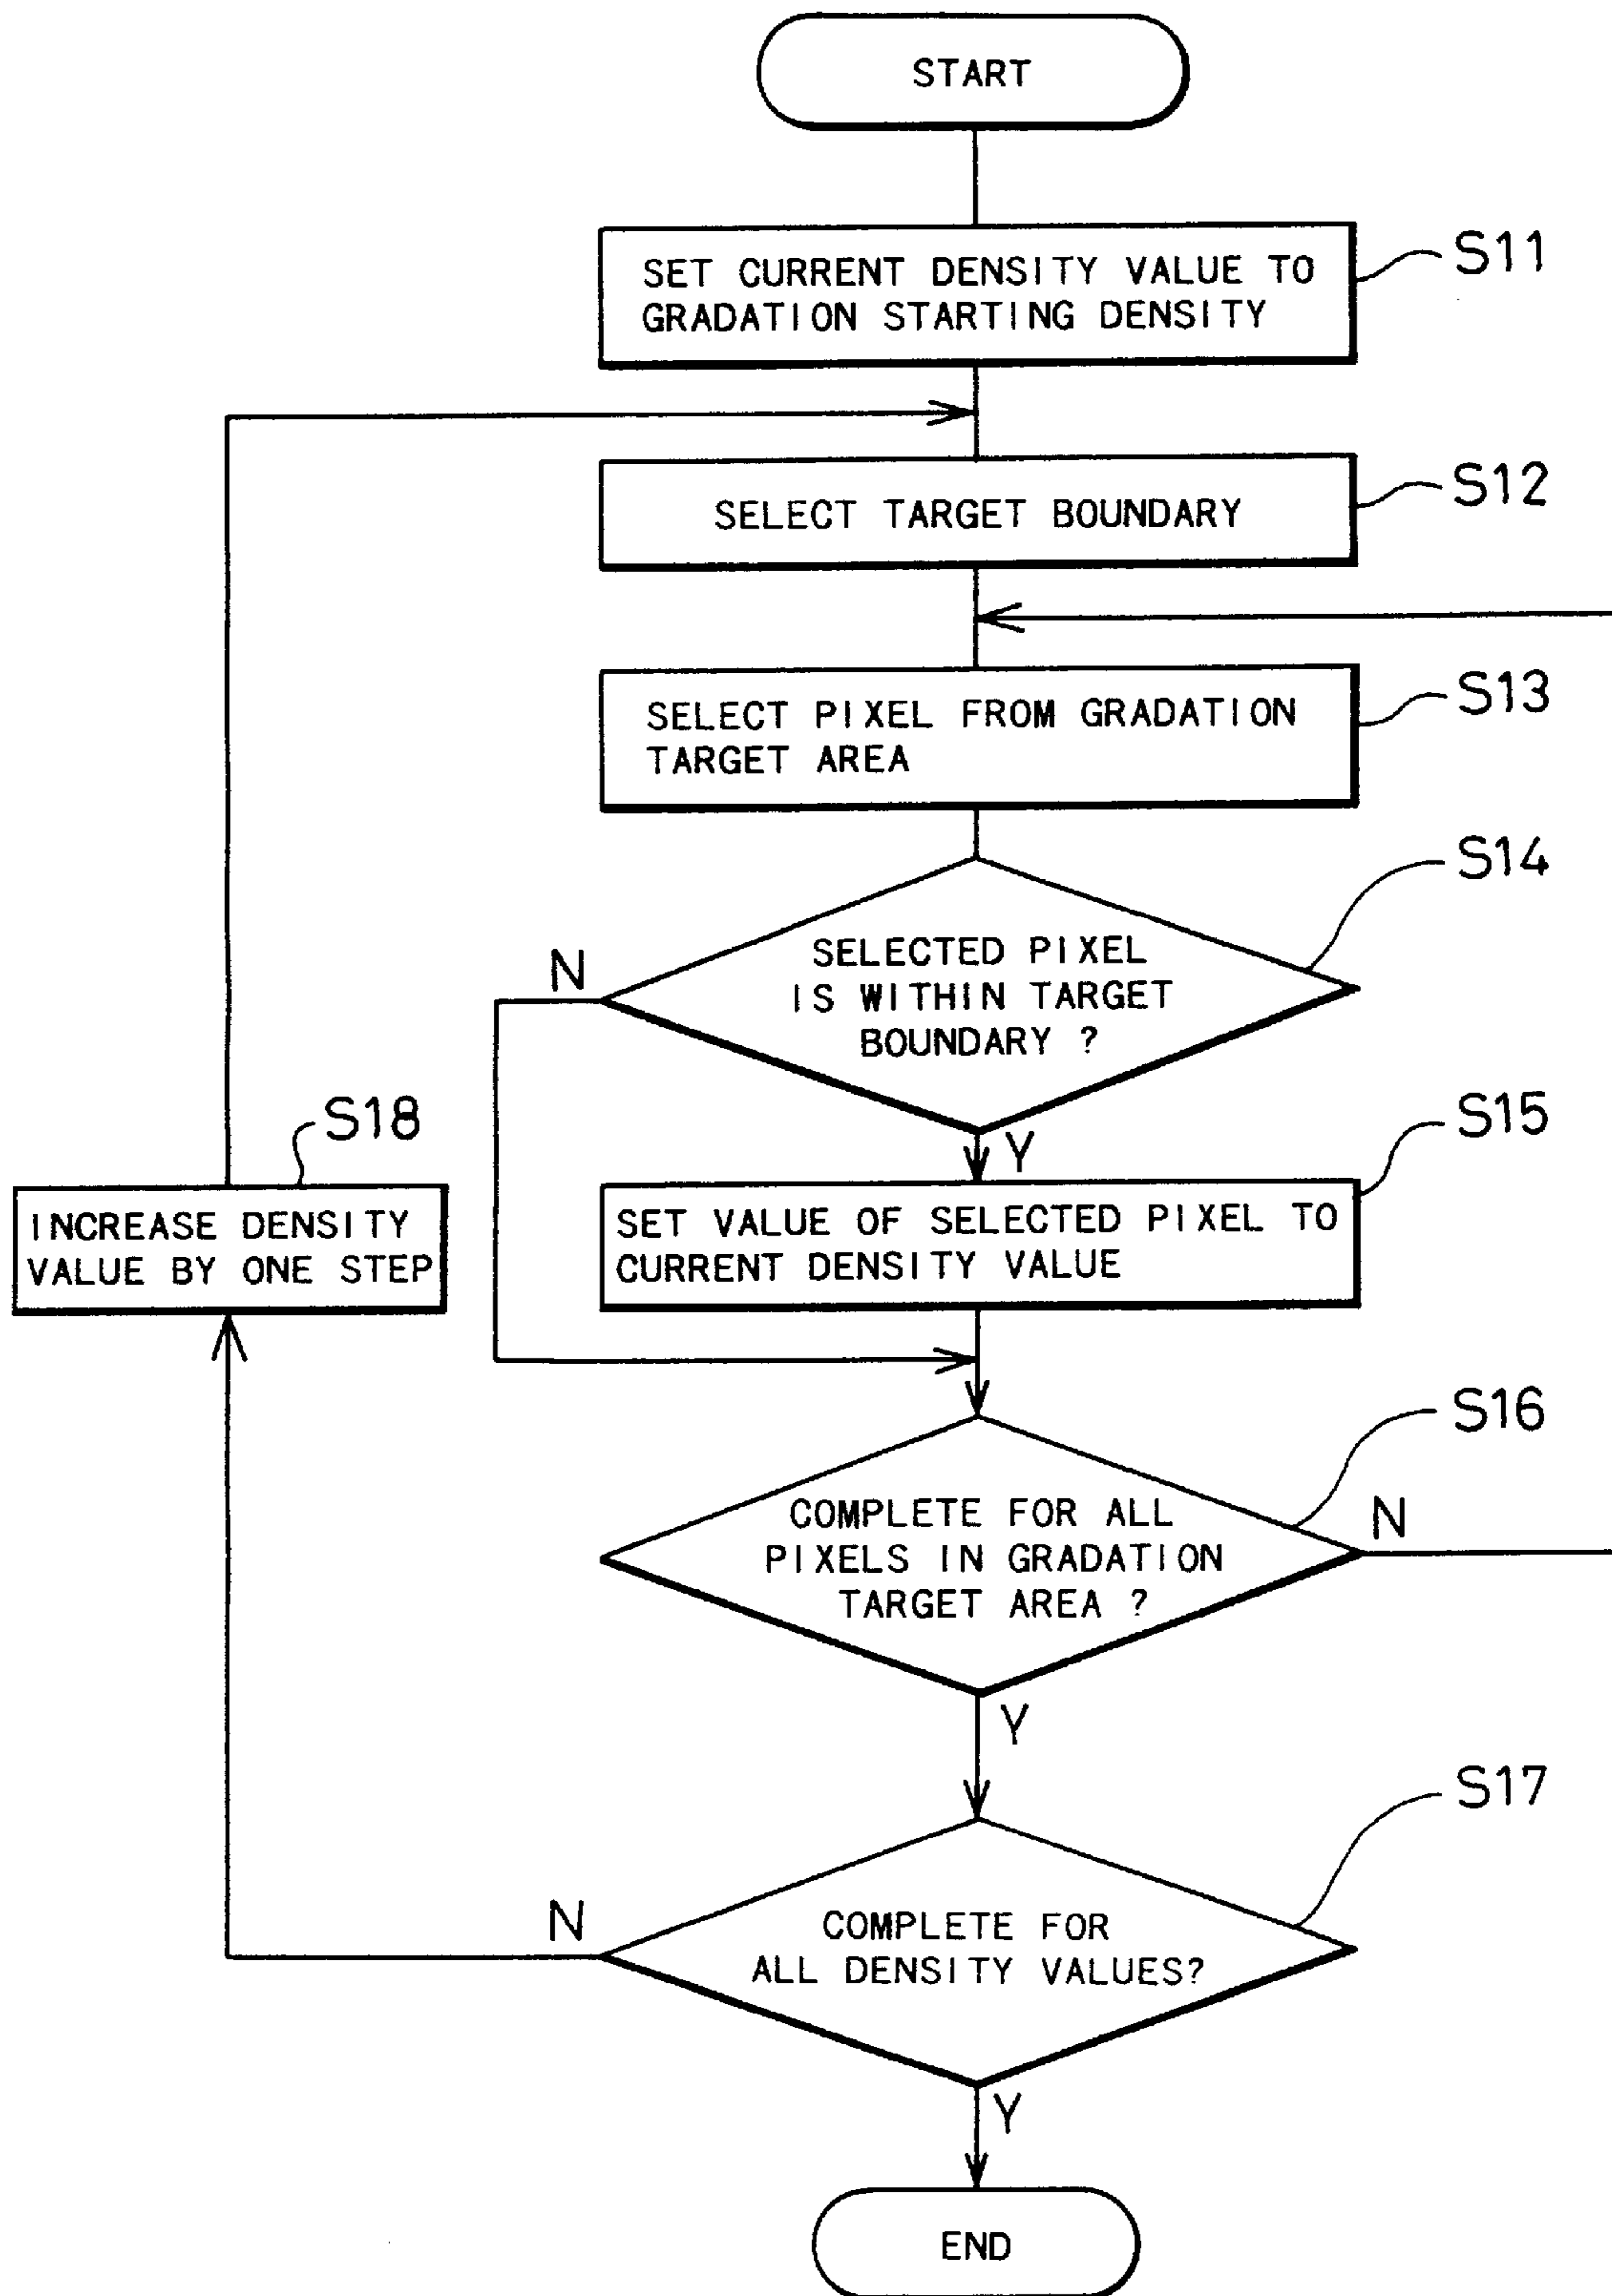 START
SET CURRENT DENSITY VALUE TO
GRADATION STARTING DENSITY
S11
SELECT TARGET BOUNDARY
S12
SELECT PIXEL FROM GRADATION
TARGET AREA
S13
SELECTED PIXEL
IS WITHIN TARGET
BOUNDARY ?
S14
N
Y
SET VALUE OF SELECTED PIXEL TO
CURRENT DENSITY VALUE
S15
S18
INCREASE DENSITY
VALUE BY ONE STEP
COMPLETE FOR ALL
PIXELS IN GRADATION
TARGET AREA ?
S16
N
Y
COMPLETE FOR
ALL DENSITY VALUES?
S17
N
Y
END